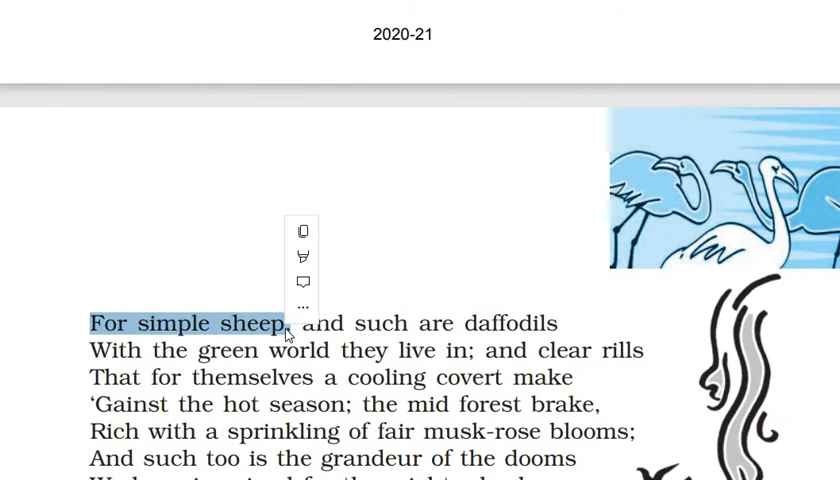 2020-21
For simple sheep, and such are daffodils
With the green world they live in; and clear rills
That for themselves a cooling covert make
‘Gainst the hot season; the mid forest brake,
Rich with a sprinkling of fair musk-rose blooms;
And such too is the grandeur of the dooms